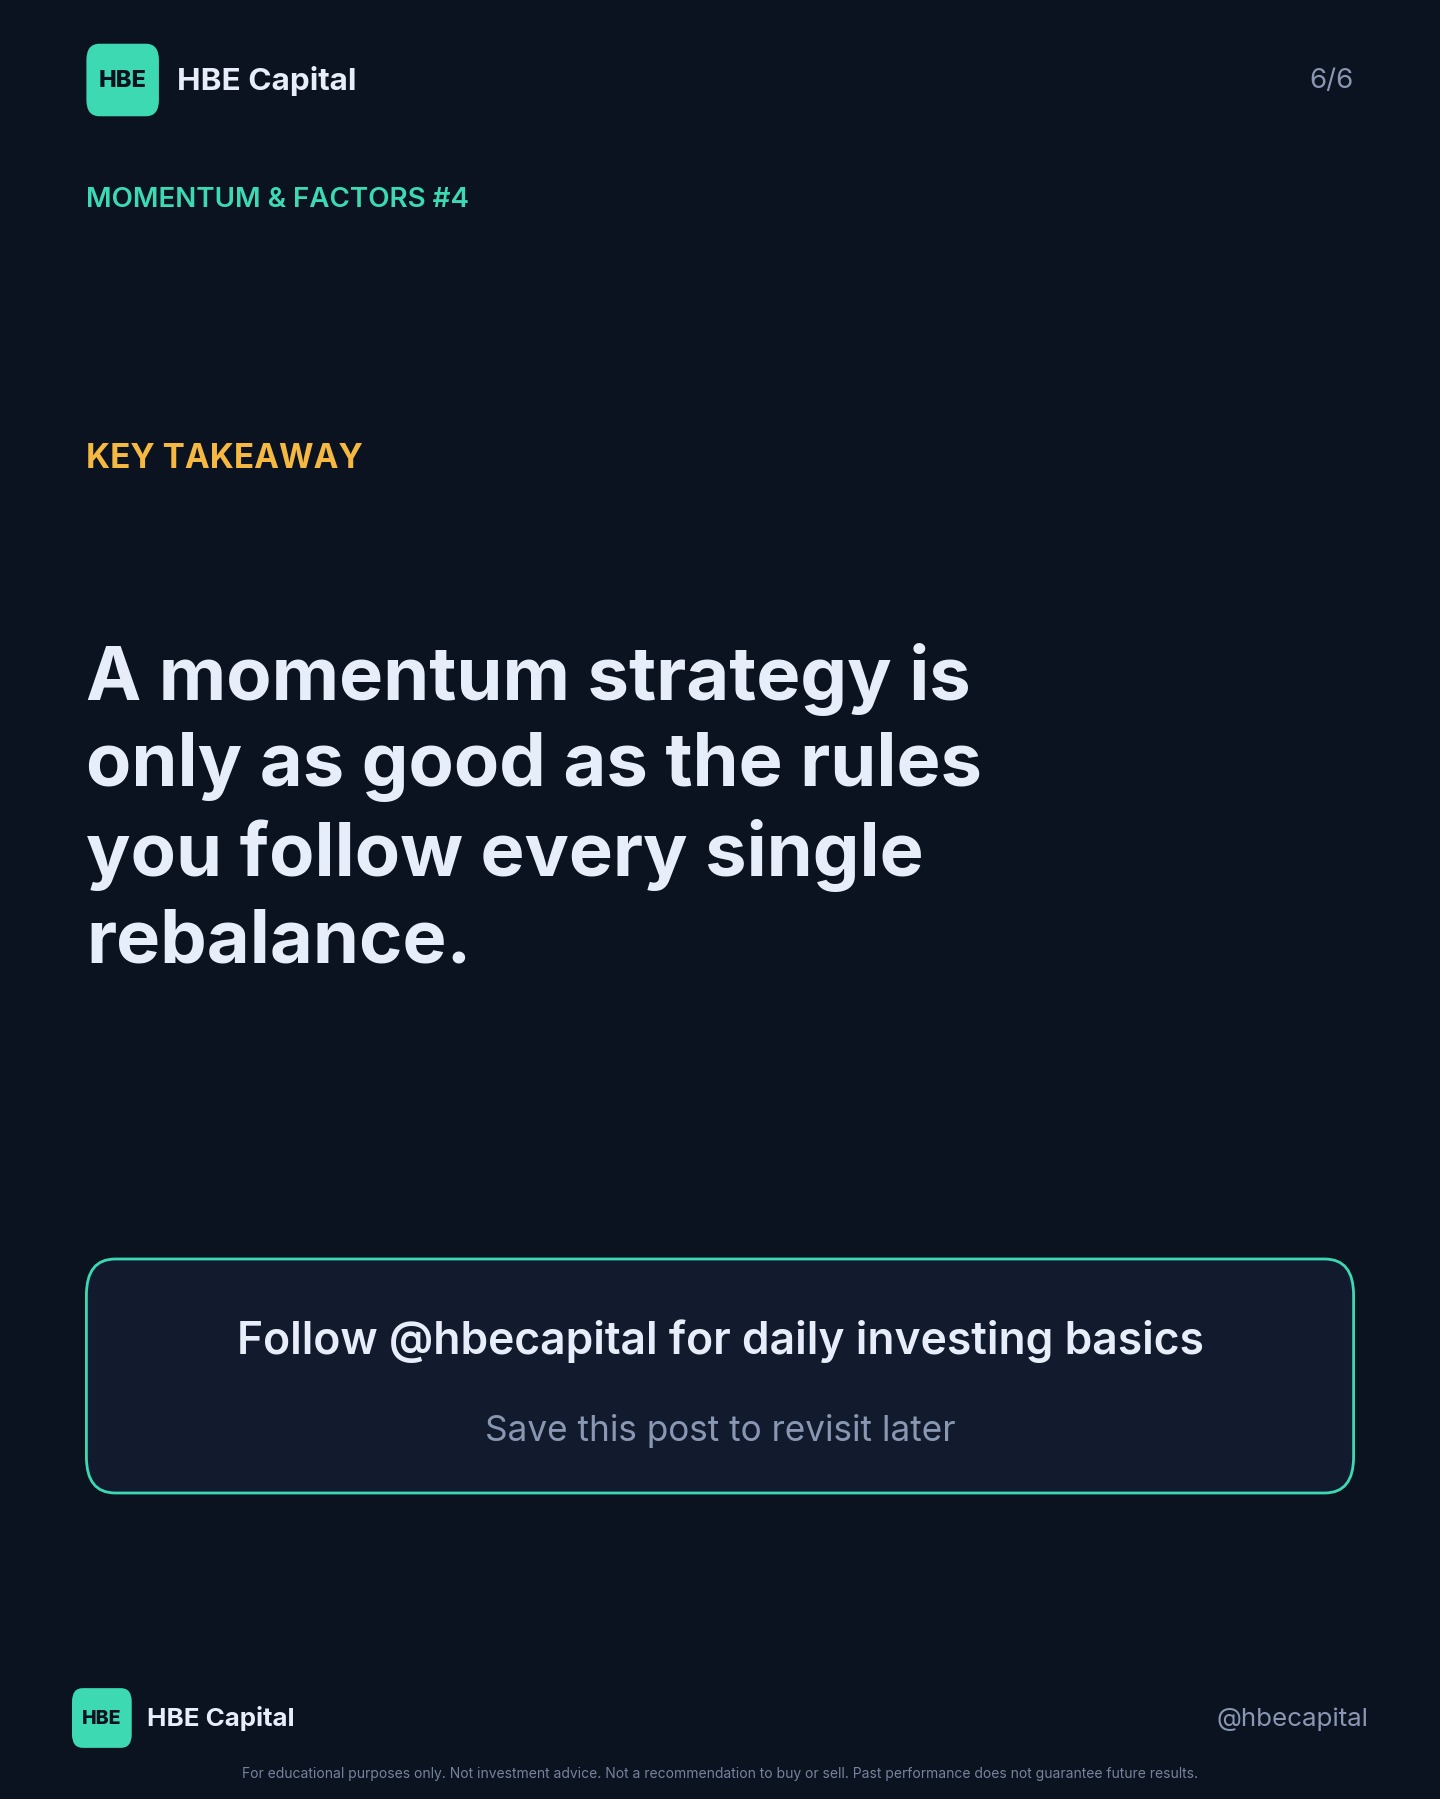 HBE HBE Capital 6/6
MOMENTUM & FACTORS #4
KEY TAKEAWAY
A momentum strategy is
only as good as the rules
you follow every single
rebalance.
Follow @hbecapital for daily investing basics
Save this post to revisit later
HBE HBE Capital @hbecapital
For educational purposes only. Not investment advice. Not a recommendation to buy or sell. Past performance does not guarantee future results.